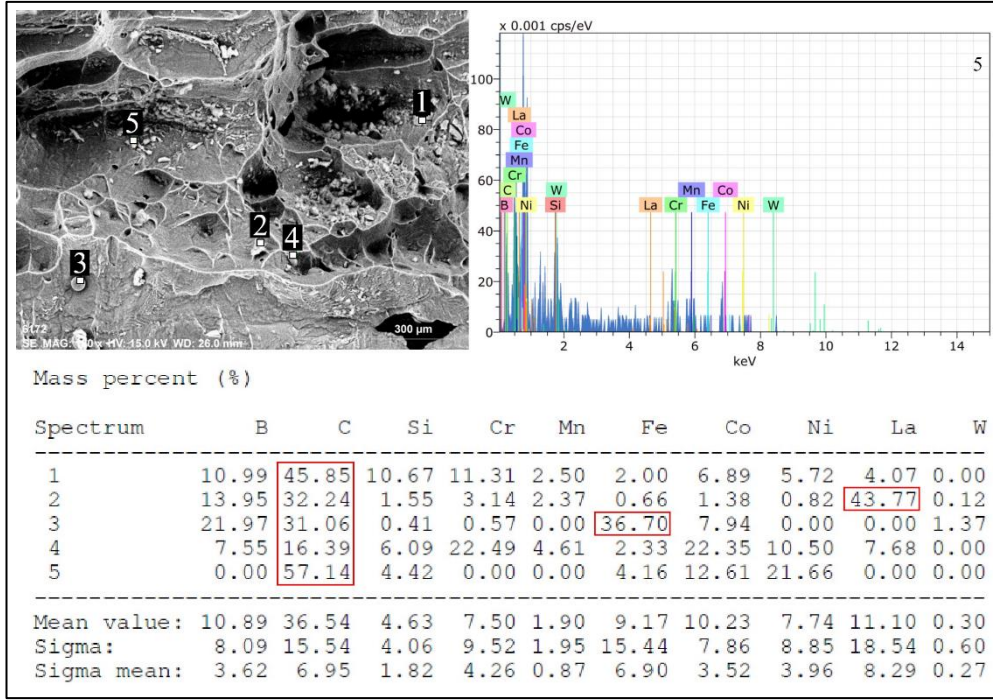 1
5
2
4
3
300 µm
SE MAG: HV: 15.0 kV WD: 26.0 mm
x 0.001 cps/eV
5
100
80
60
40
20
0
W
La
Co
Fe
Mn
Cr
C W Mn Co
B Ni Si La Cr Fe Ni W
2 4 6 8 10 12 14
keV
Mass percent (%)
Spectrum B C Si Cr Mn Fe Co Ni La W
1 10.99 45.85 10.67 11.31 2.50 2.00 6.89 5.72 4.07 0.00
2 13.95 32.24 1.55 3.14 2.37 0.66 1.38 0.82 43.77 0.12
3 21.97 31.06 0.41 0.57 0.00 36.70 7.94 0.00 0.00 1.37
4 7.55 16.39 6.09 22.49 4.61 2.33 22.35 10.50 7.68 0.00
5 0.00 57.14 4.42 0.00 0.00 4.16 12.61 21.66 0.00 0.00
Mean value: 10.89 36.54 4.63 7.50 1.90 9.17 10.23 7.74 11.10 0.30
Sigma: 8.09 15.54 4.06 9.52 1.95 15.44 7.86 8.85 18.54 0.60
Sigma mean: 3.62 6.95 1.82 4.26 0.87 6.90 3.52 3.96 8.29 0.27